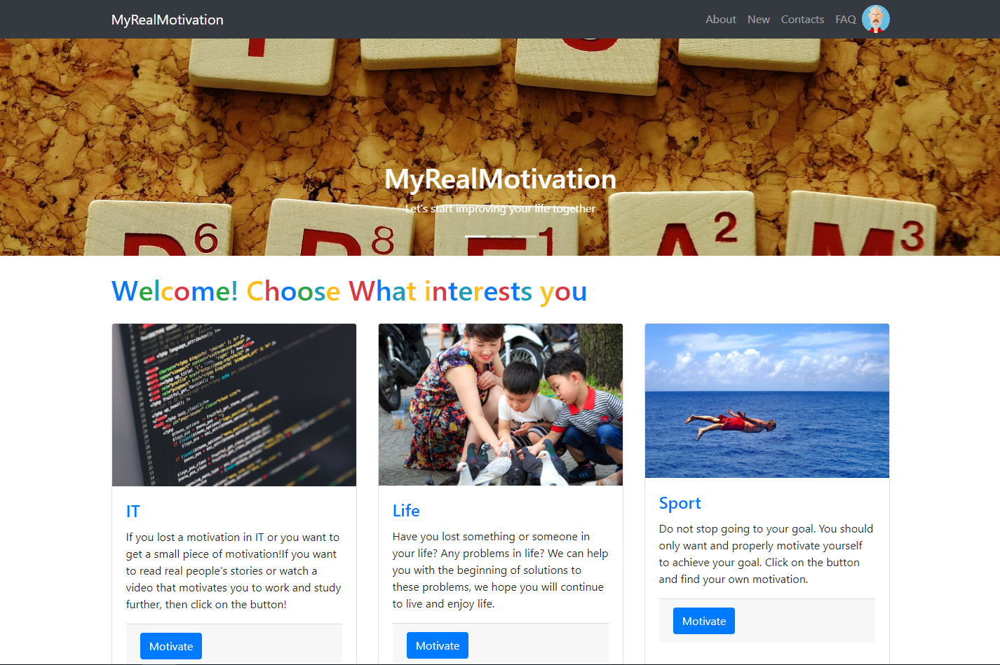 MyRealMotivation
About New Contacts FAQ
MyRealMotivation
Let's start improving your life together
6 8 1 A 2 M 3
Welcome! Choose What interests you
IT
If you lost a motivation in IT or you want to
get a small piece of motivation!If you want
to read real people's stories or watch a
video that motivates you to work and study
further, then click on the button!
Motivate
Life
Have you lost something or someone in
your life? Any problems in life? We can help
you with the beginning of solutions to
these problems, we hope you will continue
to live and enjoy life.
Motivate
Sport
Do not stop going to your goal. You should
only want and properly motivate yourself
to achieve your goal. Click on the button
and find your own motivation.
Motivate